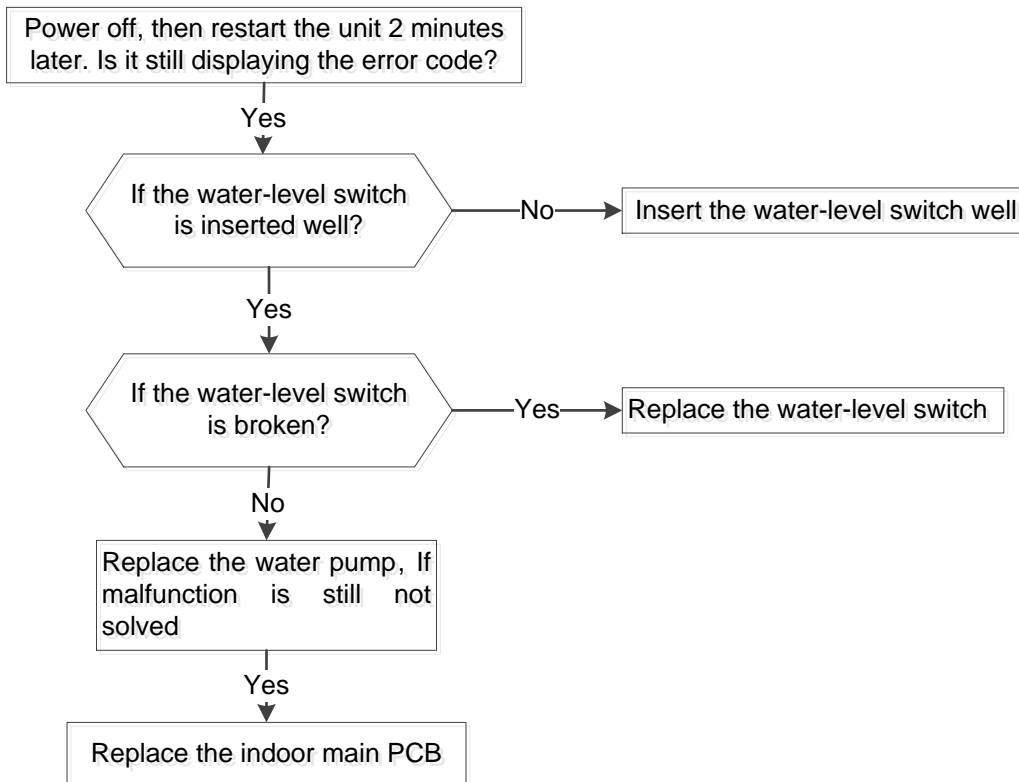 Power off, then restart the unit 2 minutes
later. Is it still displaying the error code?
Yes
If the water-level switch
is inserted well?
No
Insert the water-level switch well
Yes
If the water-level switch
is broken?
Yes
Replace the water-level switch
No
Replace the water pump, If
malfunction is still not
solved
Yes
Replace the indoor main PCB